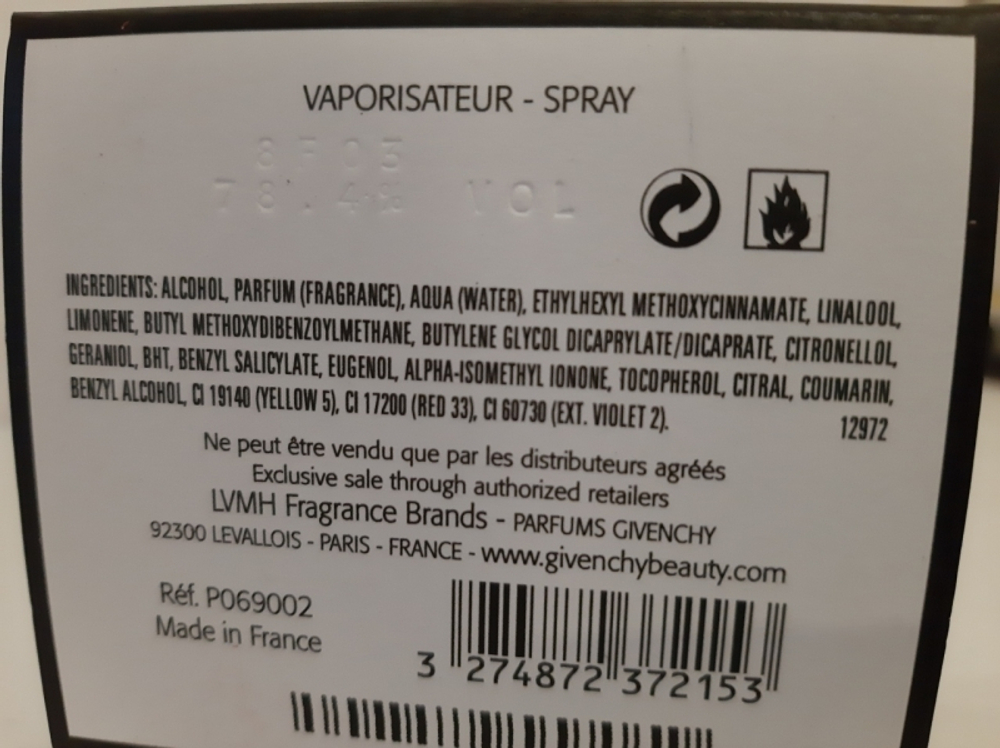 VAPORISATEUR - SPRAY
8F03
78.4% VOL
INGREDIENTS: ALCOHOL, PARFUM (FRAGRANCE), AQUA (WATER), ETHYLHEXYL METHOXYCINNAMATE, LINALOOL,
LIMONENE, BUTYL METHOXYDIBENZOYLMETHANE, BUTYLENE GLYCOL DICAPRYLATE/DICAPRATE, CITRONELLOL,
GERANIOL, BHT, BENZYL SALICYLATE, EUGENOL, ALPHA-ISOMETHYL IONONE, TOCOPHEROL, CITRAL, COUMARIN,
BENZYL ALCOHOL, CI 19140 (YELLOW 5), CI 17200 (RED 33), CI 60730 (EXT. VIOLET 2).
12972
Ne peut être vendu que par les distributeurs agréés
Exclusive sale through authorized retailers
LVMH Fragrance Brands - PARFUMS GIVENCHY
92300 LEVALLOIS - PARIS - FRANCE - www.givenchybeauty.com
Réf. P069002
Made in France
3 274872 372153